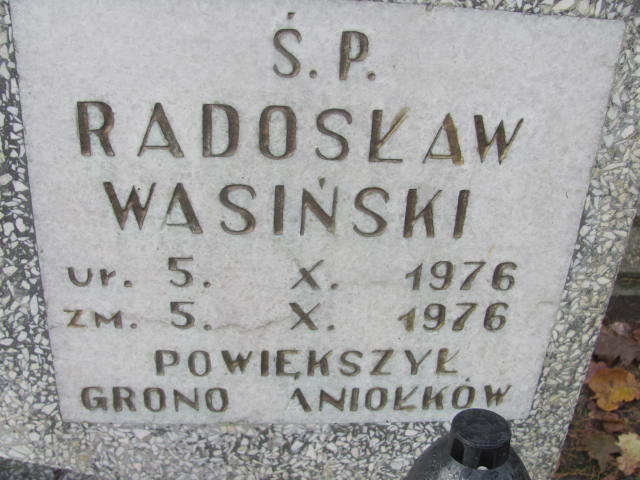 Ś.P.
RADOSŁAW
WASIŃSKI
ur. 5. X. 1976
zm. 5. X. 1976
POWIĘKSZYŁ
GRONO ANIOŁKÓW